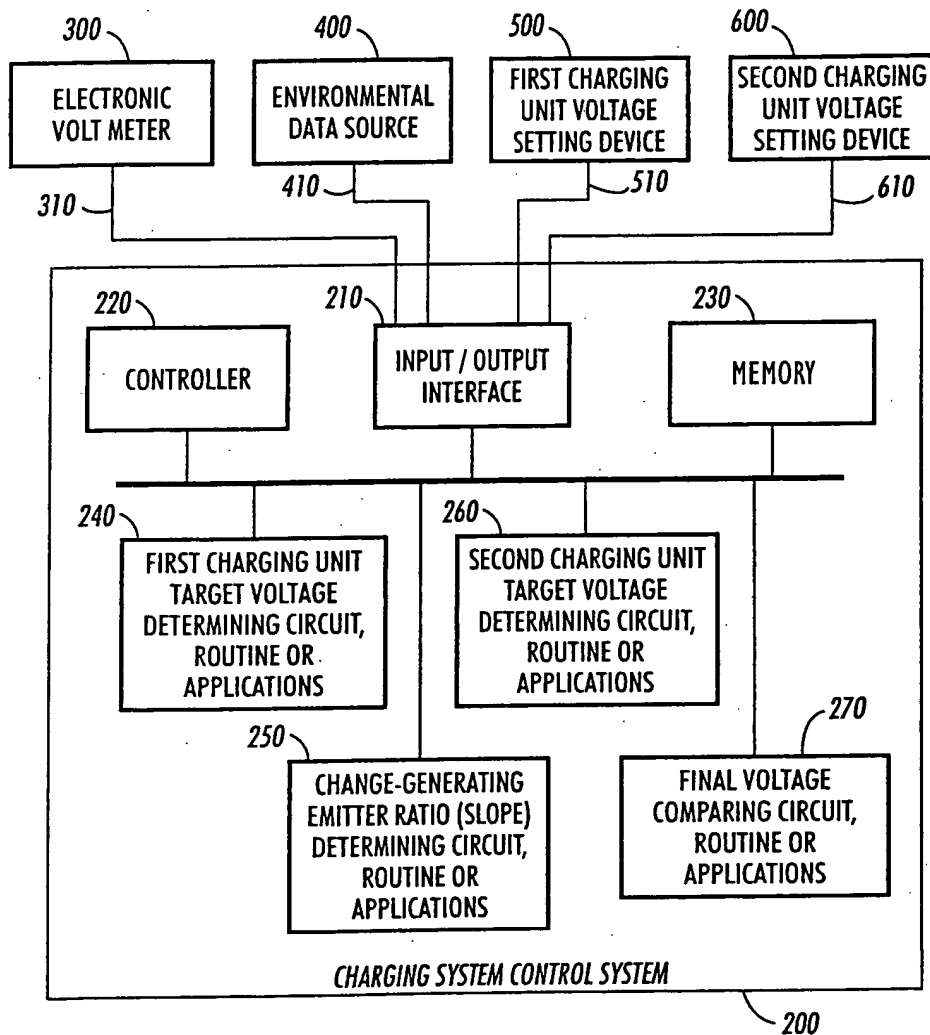 300
400
500
600
ELECTRONIC
VOLT METER
ENVIRONMENTAL
DATA SOURCE
FIRST CHARGING
UNIT VOLTAGE
SETTING DEVICE
SECOND CHARGING
UNIT VOLTAGE
SETTING DEVICE
310
410
510
610
220
210
230
CONTROLLER
INPUT / OUTPUT
INTERFACE
MEMORY
240
260
FIRST CHARGING UNIT
TARGET VOLTAGE
DETERMINING CIRCUIT,
ROUTINE OR
APPLICATIONS
SECOND CHARGING UNIT
TARGET VOLTAGE
DETERMINING CIRCUIT,
ROUTINE OR
APPLICATIONS
250
270
CHANGE-GENERATING
EMITTER RATIO (SLOPE)
DETERMINING CIRCUIT,
ROUTINE OR
APPLICATIONS
FINAL VOLTAGE
COMPARING CIRCUIT,
ROUTINE OR
APPLICATIONS
CHARGING SYSTEM CONTROL SYSTEM
200